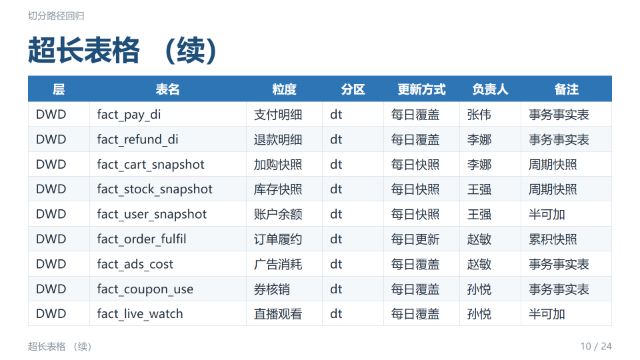 切分路径回归
超长表格 （续）
层 表名 粒度 分区 更新方式 负责人 备注
DWD fact_pay_di 支付明细 dt 每日覆盖 张伟 事务事实表
DWD fact_refund_di 退款明细 dt 每日覆盖 李娜 事务事实表
DWD fact_cart_snapshot 加购快照 dt 每日快照 李娜 周期快照
DWD fact_stock_snapshot 库存快照 dt 每日快照 王强 周期快照
DWD fact_user_snapshot 账户余额 dt 每日快照 王强 半可加
DWD fact_order_fulfil 订单履约 dt 每日更新 赵敏 累积快照
DWD fact_ads_cost 广告消耗 dt 每日覆盖 赵敏 事务事实表
DWD fact_coupon_use 券核销 dt 每日覆盖 孙悦 事务事实表
DWD fact_live_watch 直播观看 dt 每日覆盖 孙悦 半可加
超长表格 （续）
10 / 24